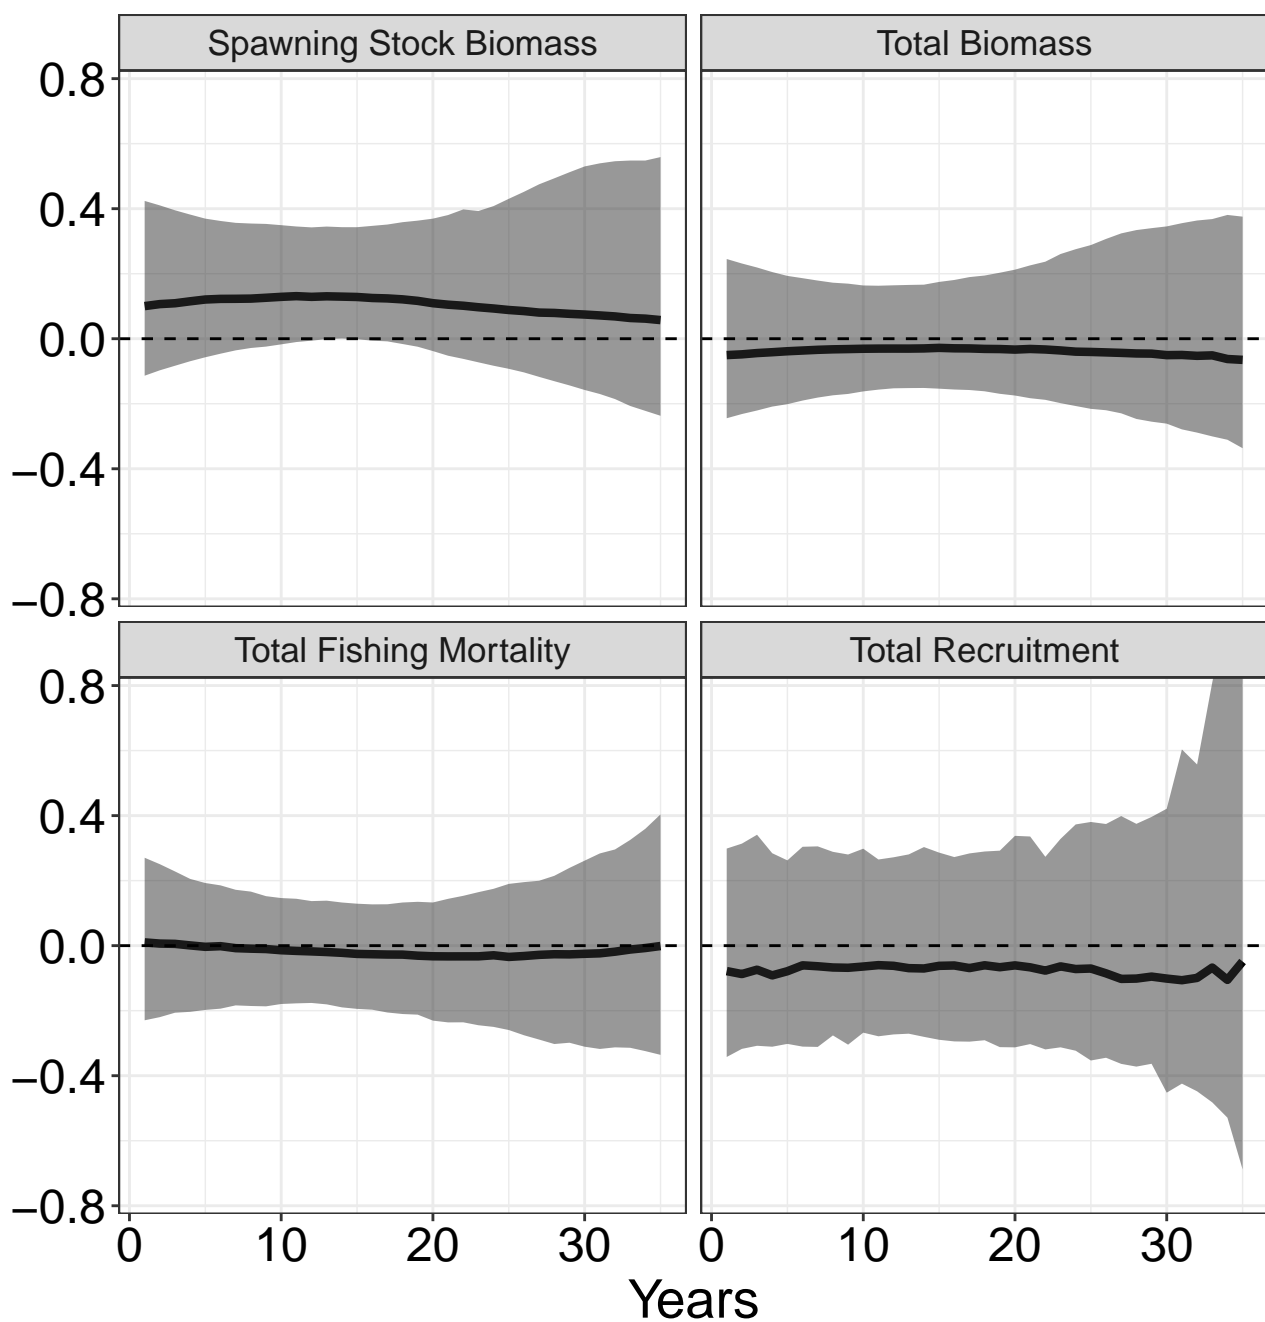 Spawning Stock Biomass
Total Biomass
0.8
0.4
0.0
−0.4
−0.8
Total Fishing Mortality
Total Recruitment
0.8
0.4
0.0
−0.4
−0.8
0 10 20 30
0 10 20 30
Years